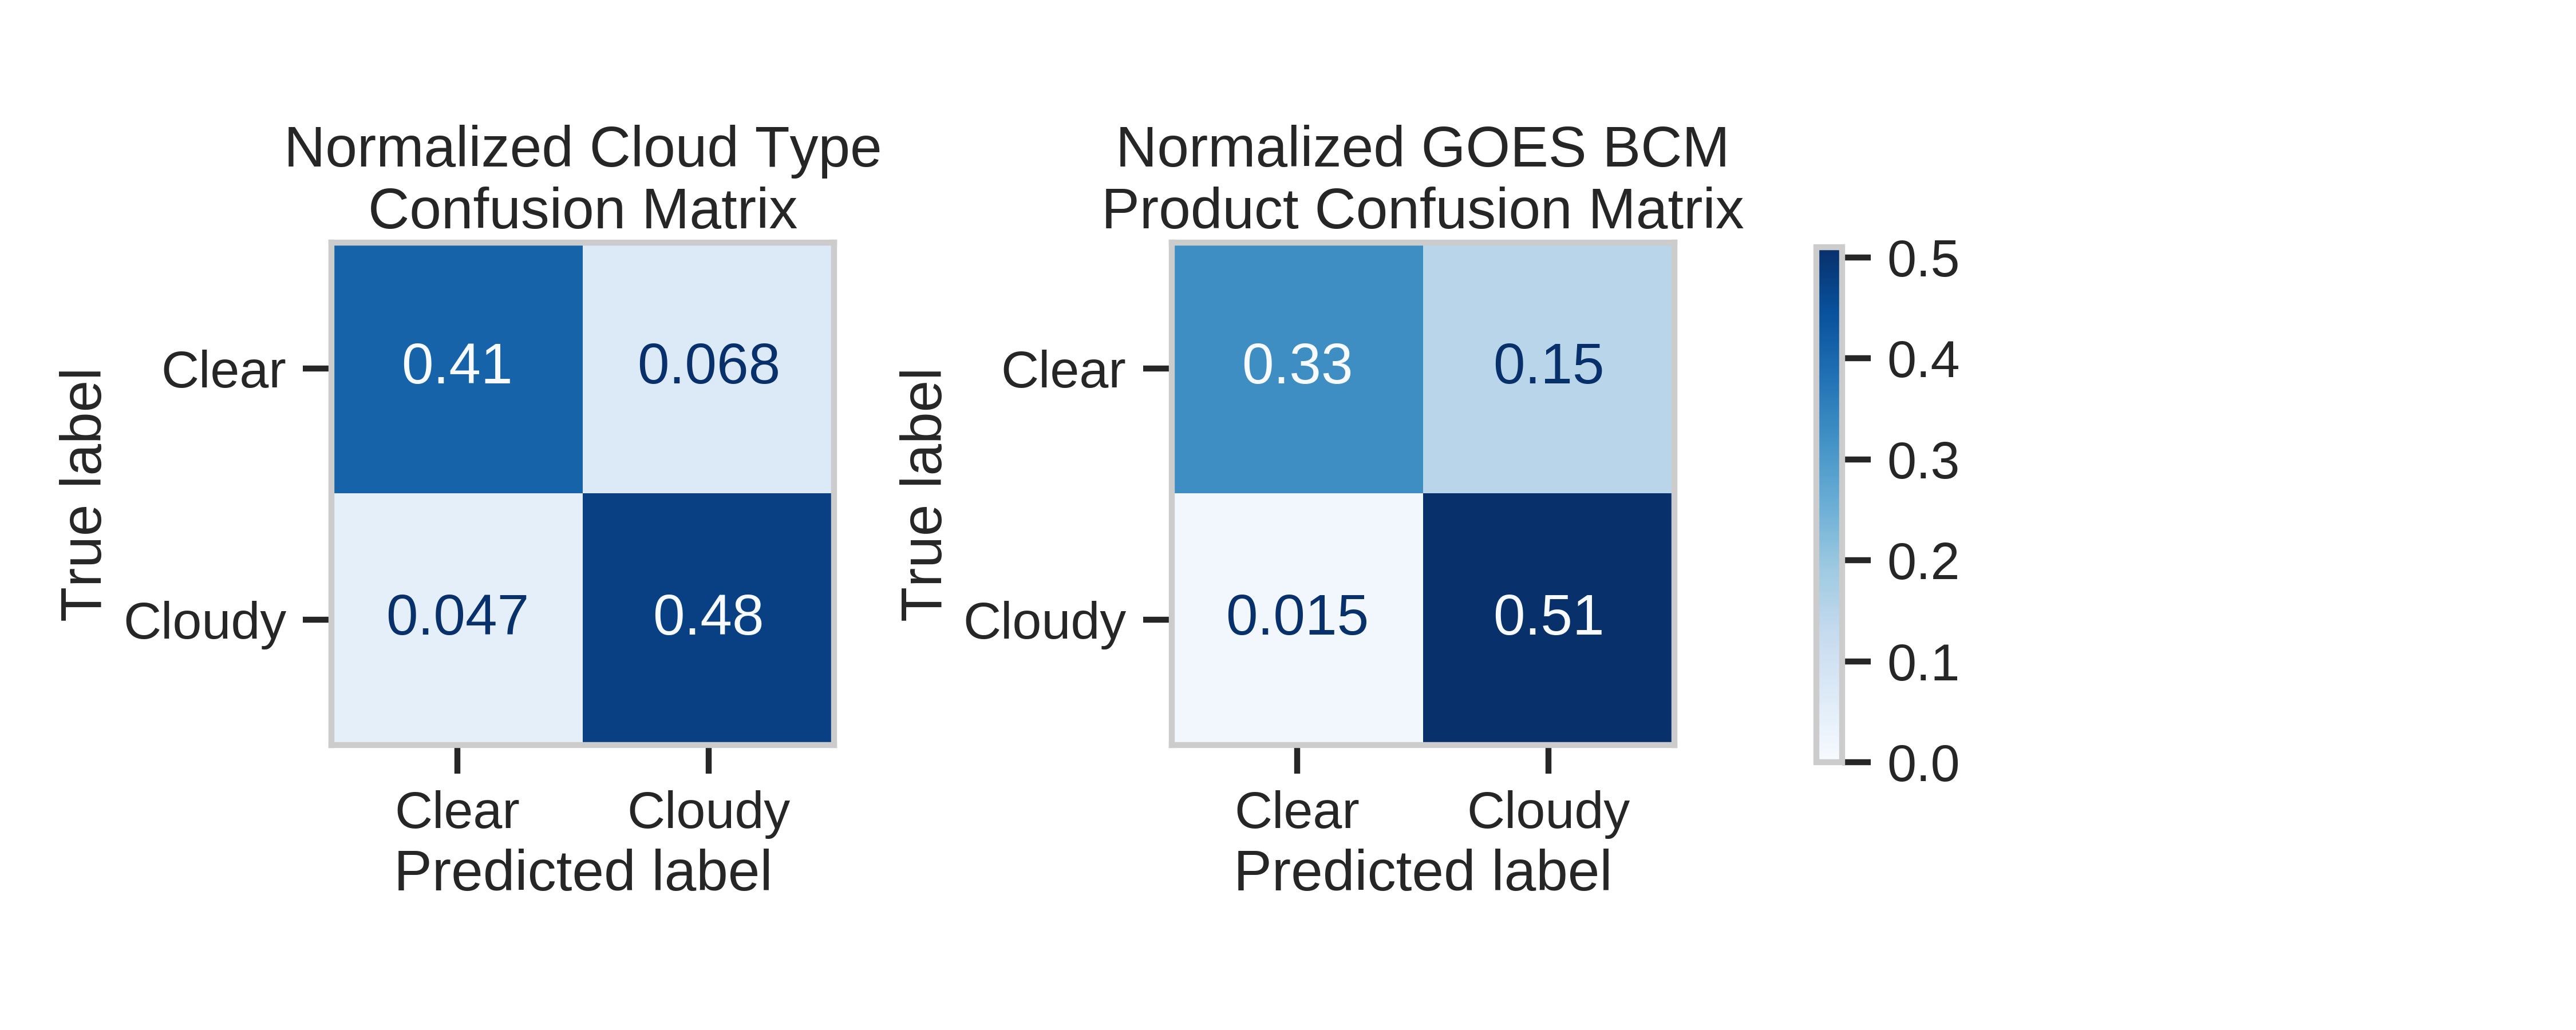 Normalized Cloud Type
Confusion Matrix
True label
Clear
Cloudy
0.41
0.068
0.047
0.48
Clear
Cloudy
Predicted label
Normalized GOES BCM
Product Confusion Matrix
True label
Clear
Cloudy
0.33
0.15
0.015
0.51
Clear
Cloudy
Predicted label
0.5
0.4
0.3
0.2
0.1
0.0